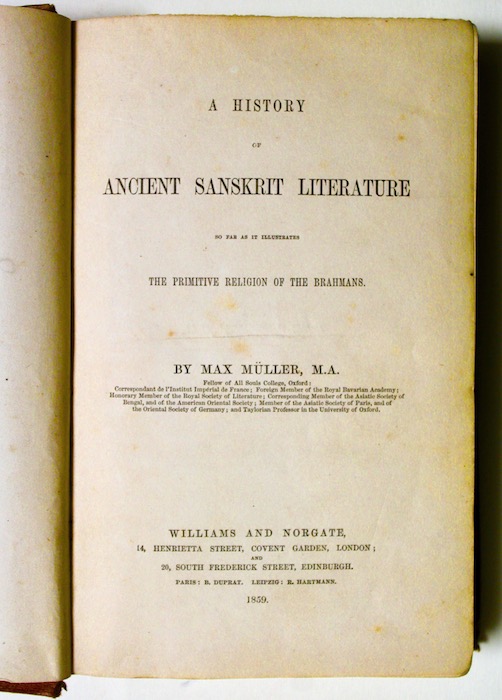 A HISTORY
OF
ANCIENT SANSKRIT LITERATURE
SO FAR AS IT ILLUSTRATES
THE PRIMITIVE RELIGION OF THE BRAHMANS.
BY MAX MÜLLER, M.A.
Fellow of All Souls College, Oxford:
Correspondant de l'Institut Impérial de France; Foreign Member of the Royal Bavarian Academy;
Honorary Member of the Royal Society of Literature; Corresponding Member of the Asiatic Society of
Bengal, and of the American Oriental Society; Member of the Asiatic Society of Paris, and of
the Oriental Society of Germany; and Taylorian Professor in the University of Oxford.
WILLIAMS AND NORGATE,
14, HENRIETTA STREET, COVENT GARDEN, LONDON;
AND
20, SOUTH FREDERICK STREET, EDINBURGH.
PARIS: B. DUPRAT. LEIPZIG: R. HARTMANN.
1859.